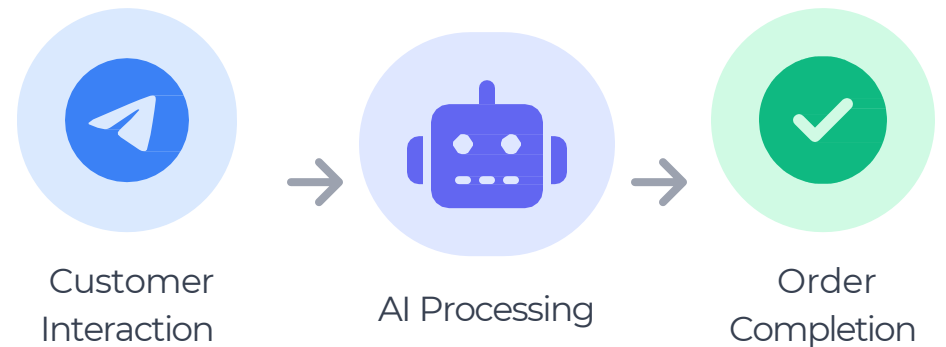 Customer
Interaction
AI Processing
Order
Completion